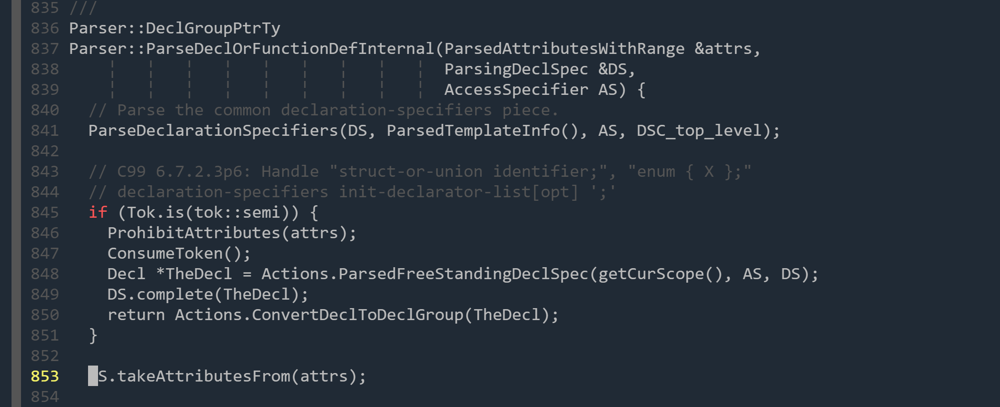 835 ///
836 Parser::DeclGroupPtrTy
837 Parser::ParseDeclOrFunctionDefInternal(ParsedAttributesWithRange &attrs,
838                                        ParsingDeclSpec &DS,
839                                        AccessSpecifier AS) {
840   // Parse the common declaration-specifiers piece.
841   ParseDeclarationSpecifiers(DS, ParsedTemplateInfo(), AS, DSC_top_level);
842
843   // C99 6.7.2.3p6: Handle "struct-or-union identifier;", "enum { X };"
844   // declaration-specifiers init-declarator-list[opt] ';'
845   if (Tok.is(tok::semi)) {
846     ProhibitAttributes(attrs);
847     ConsumeToken();
848     Decl *TheDecl = Actions.ParsedFreeStandingDeclSpec(getCurScope(), AS, DS);
849     DS.complete(TheDecl);
850     return Actions.ConvertDeclToDeclGroup(TheDecl);
851   }
852
853   S.takeAttributesFrom(attrs);
854